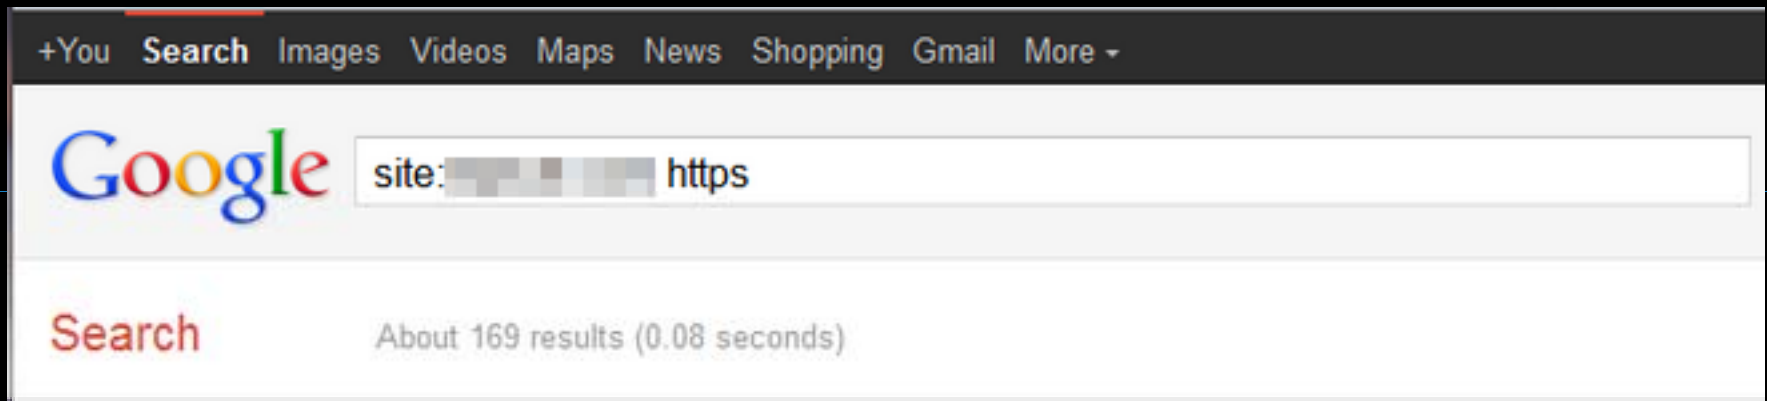 +You Search Images Videos Maps News Shopping Gmail More
Google site: https
Search About 169 results (0.08 seconds)